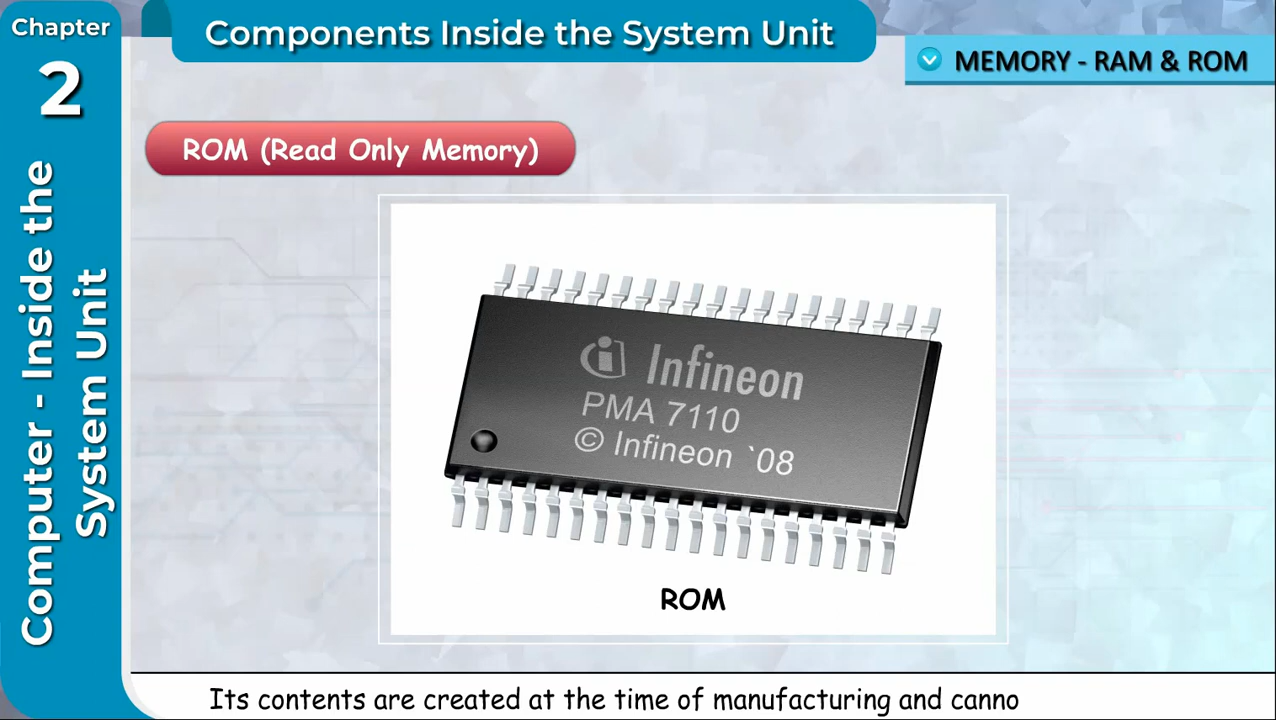 Chapter
2
Computer - Inside the
System Unit
Components Inside the System Unit
MEMORY - RAM & ROM
ROM (Read Only Memory)
Infineon
PMA 7110
© Infineon `08
ROM
Its contents are created at the time of manufacturing and canno